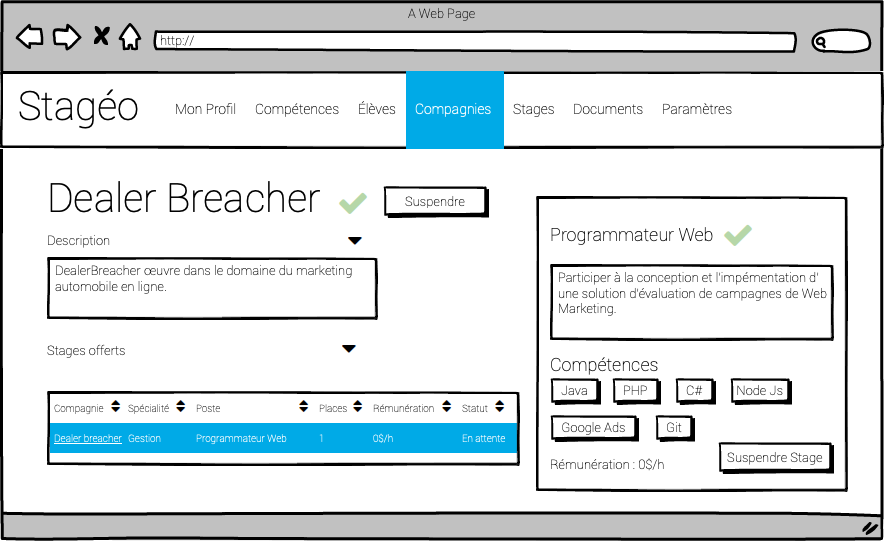 A Web Page
http://
Stagéo
Mon Profil Compétences Élèves Compagnies Stages Documents Paramètres
Dealer Breacher
Suspendre
Description
DealerBreacher œuvre dans le domaine du marketing
automobile en ligne.
Stages offerts
Compagnie Spécialité Poste Places Rémunération Statut
Dealer breacher Gestion Programmateur Web 1 0$/h En attente
Programmateur Web
Participer à la conception et l'impémentation d'
une solution d'évaluation de campagnes de Web
Marketing.
Compétences
Java PHP C# Node Js
Google Ads Git
Rémunération : 0$/h
Suspendre Stage